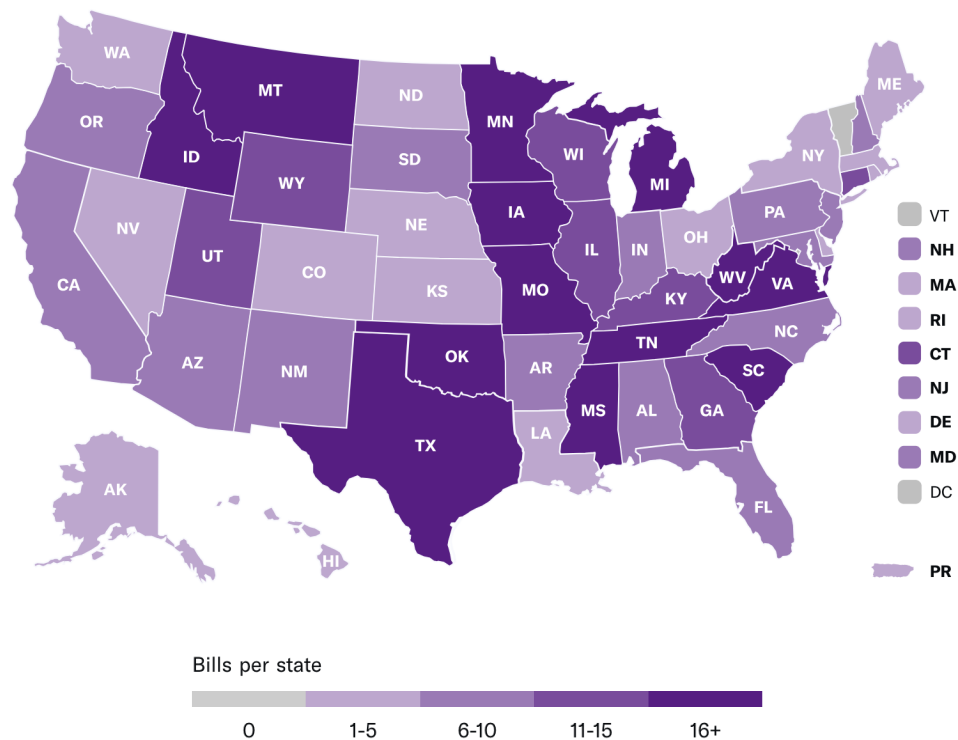 WA
MT
ND
MN
ME
OR
ID
SD
WI
MI
NY
WY
IA
PA
NV
UT
NE
IL
IN
OH
CA
CO
KS
MO
KY
WV
VA
AZ
NM
OK
AR
TN
NC
SC
TX
LA
MS
AL
GA
FL
AK
HI
VT
NH
MA
RI
CT
NJ
DE
MD
DC
PR
Bills per state
0 1-5 6-10 11-15 16+